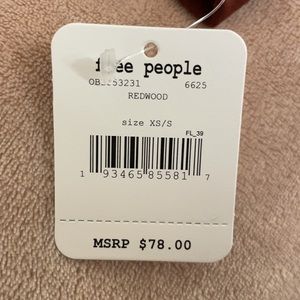 free people
6625
REDWOOD
size XS/S
FL_39
1 93465 85581 7
MSRP $78.00